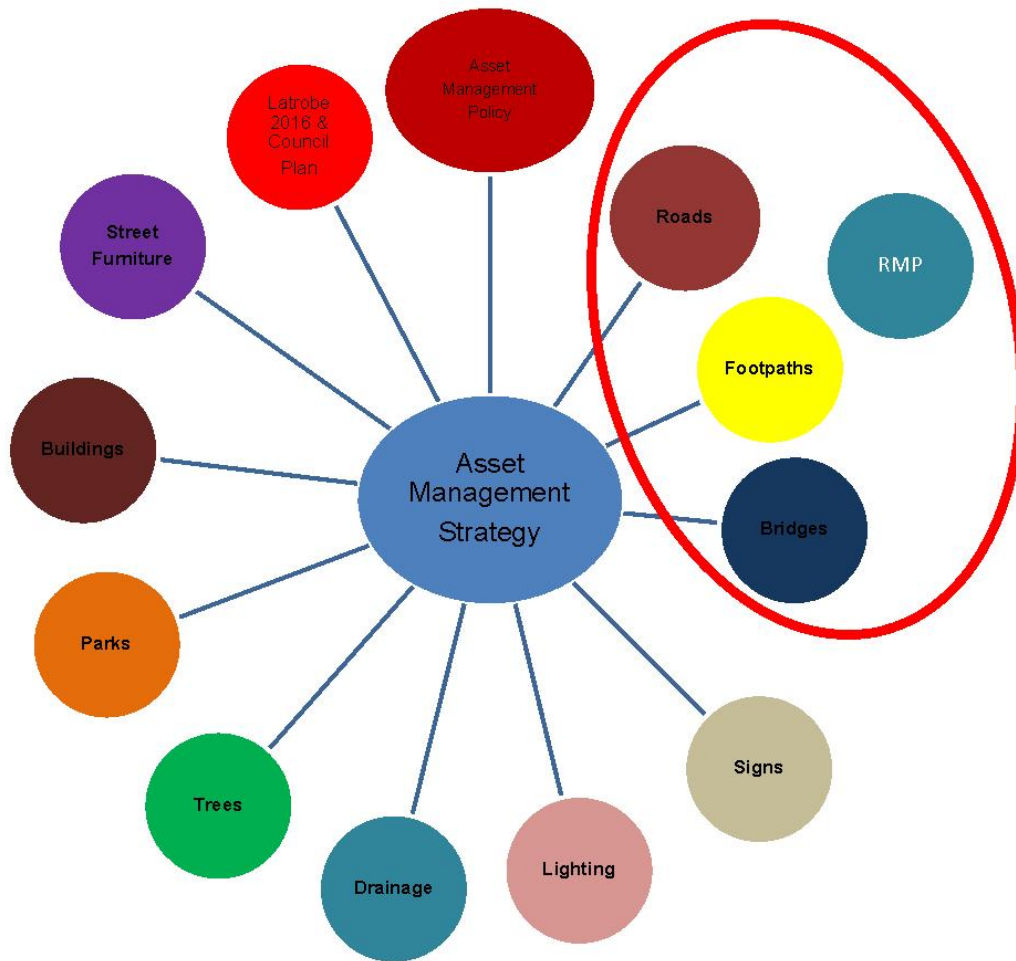 Asset
Management
Policy
Latrobe
2016 &
Council
Plan
Roads
Street
Furniture
RMP
Footpaths
Buildings
Asset
Management
Strategy
Bridges
Parks
Signs
Trees
Lighting
Drainage